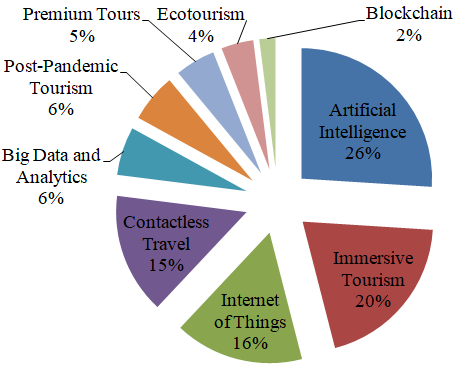 Premium Tours
5%
Ecotourism
4%
Blockchain
2%
Post-Pandemic
Tourism
6%
Artificial
Intelligence
26%
Big Data and
Analytics
6%
Contactless
Travel
15%
Immersive
Tourism
20%
Internet
of Things
16%